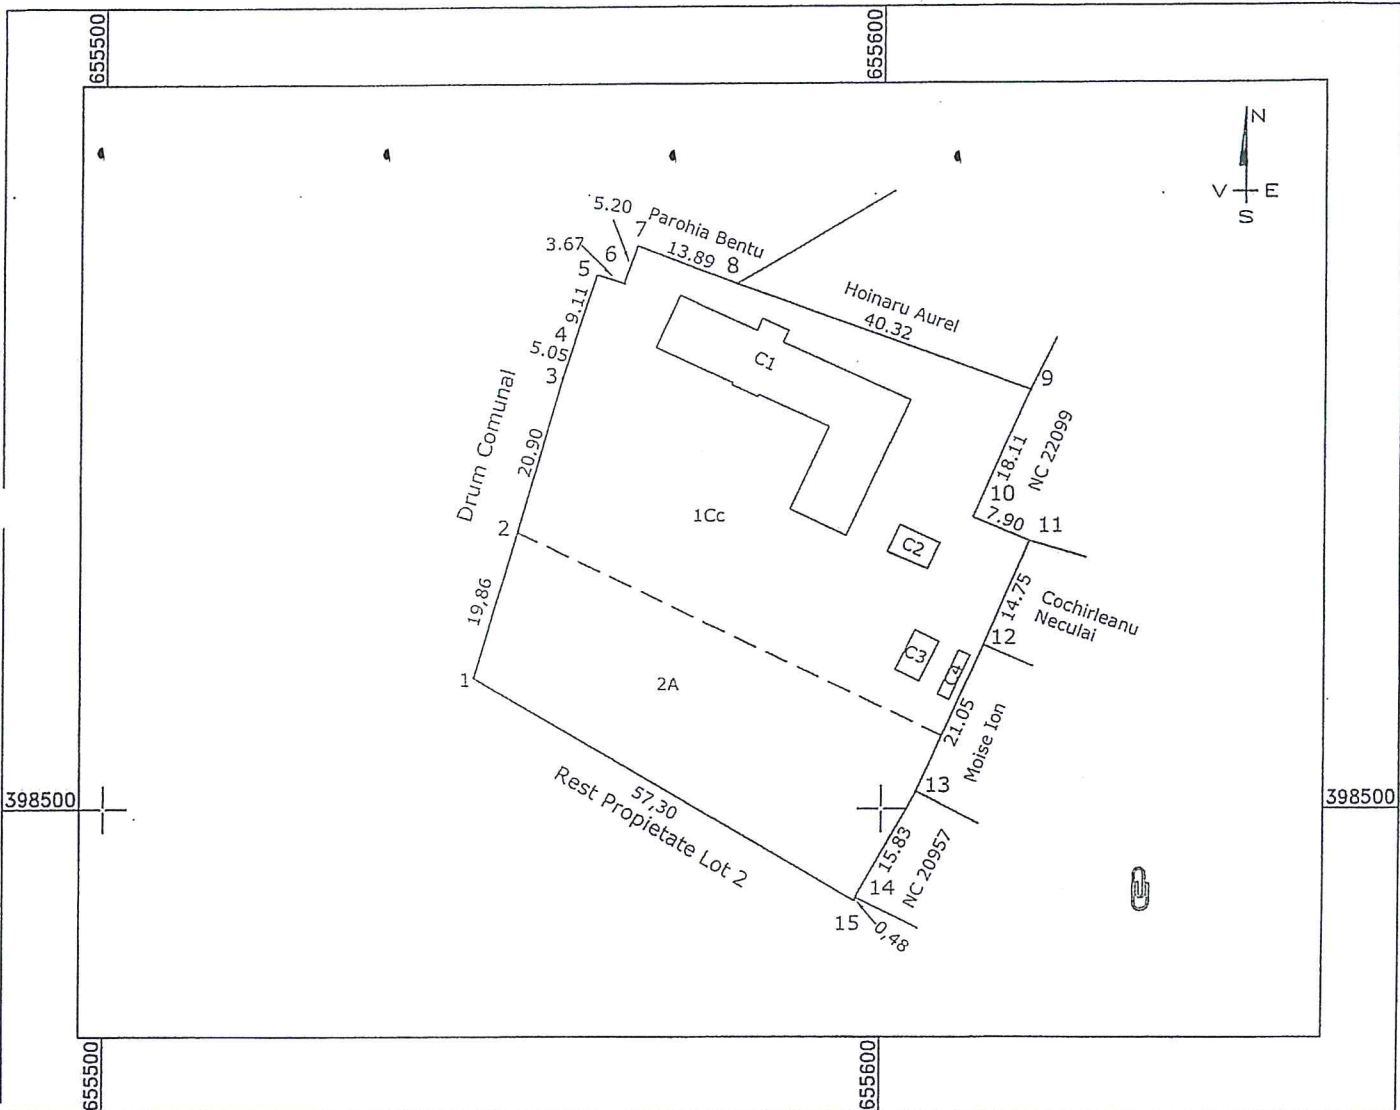 655500
655600
N
V E
S
5.20
Parohia Bentu
7
3.67
6
13.89
8
5
Hoinaru Aurel
40.32
9.11
4
5.05
3
C1
9
Drum Comunal
20.90
18.11
NC 22099
10
7.90
11
1Cc
2
C2
14.75
Cochirleanu
Neculai
19,86
12
C3
C4
1
2A
21.05
Moise Ion
13
398500
57,30
Rest Propietate Lot 2
398500
15.83
NC 20957
14
15
0,48
655500
655600